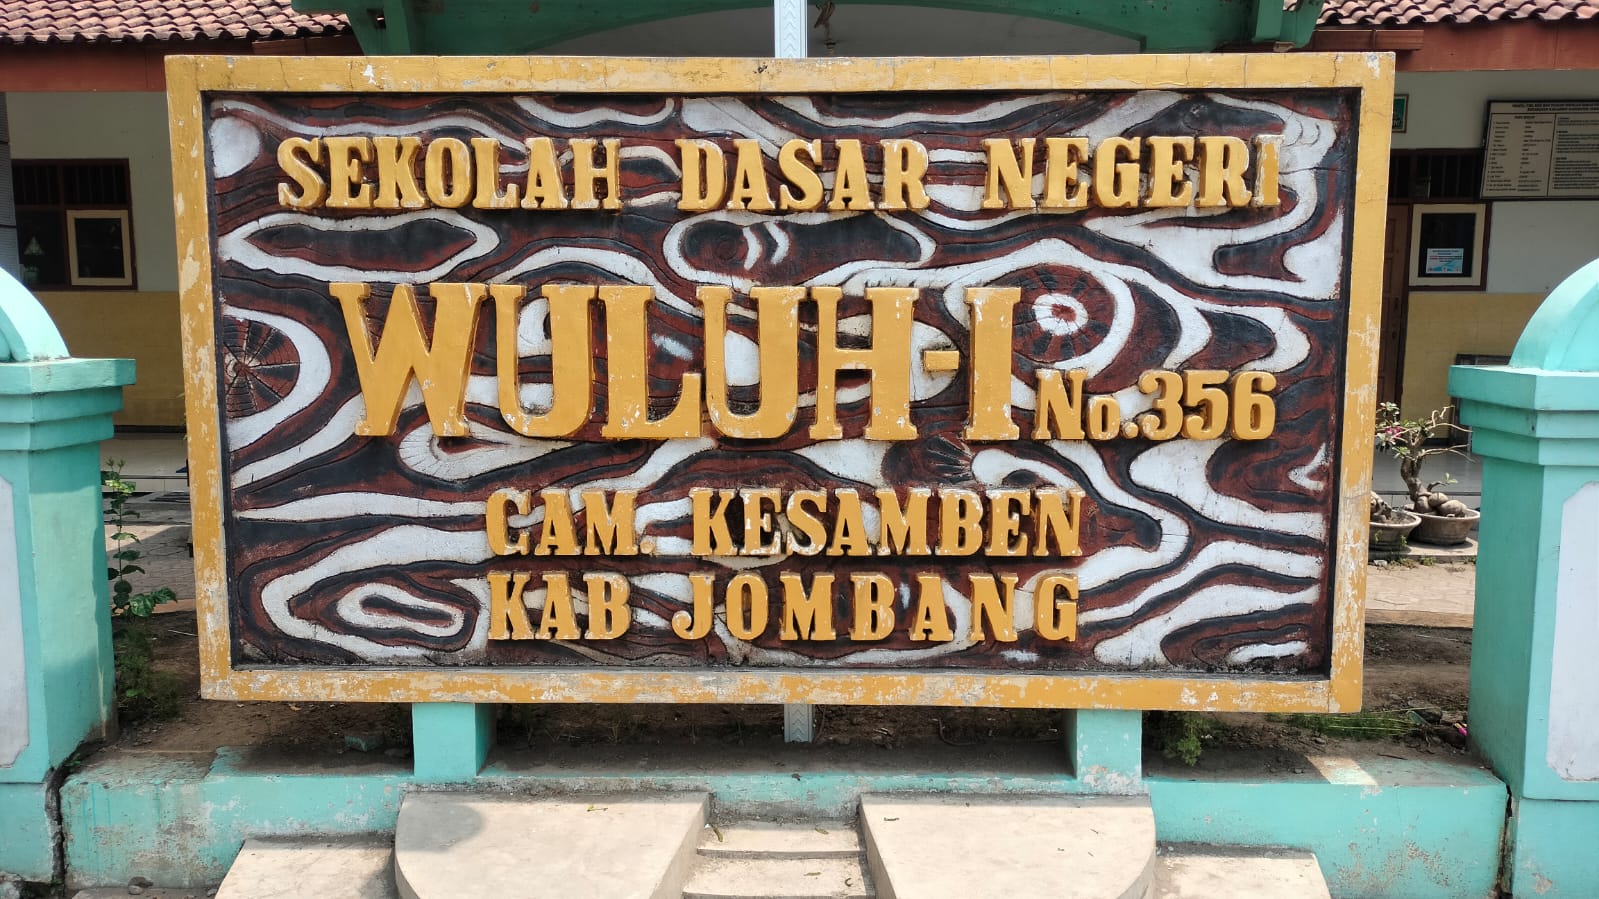 SEKOLAH DASAR NEGERI
WULUH-I No.356
CAM. KESAMBEN
KAB JOMBANG